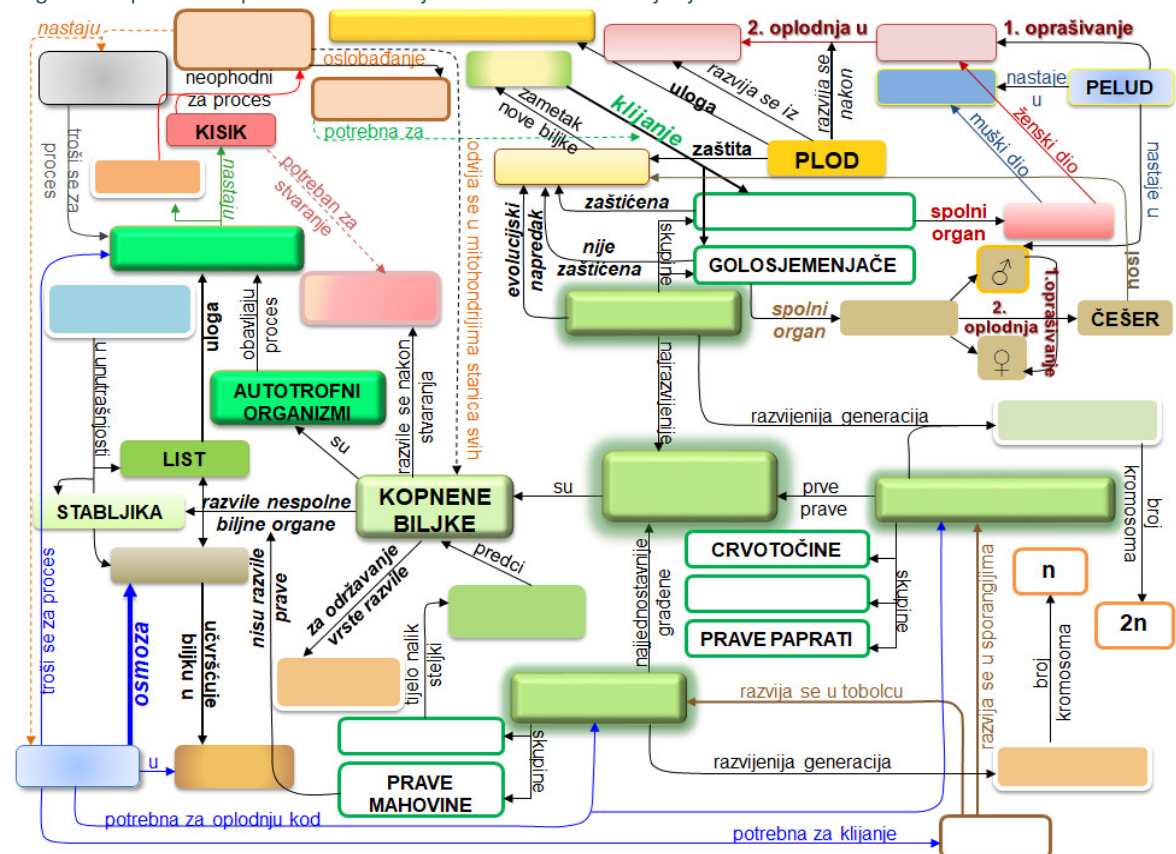 nastaju
oslobađanje
neophodni
za proces
potrebna za
KISIK
troši se za
proces
nastaju
potreban za
stvaranje
odvija se u mitohondrijima stanica svih
2. oplodnja u
1. oprašivanje
razvija se iz
uloga
razvija se
nakon
nastaje
u
PELUD
klijanje
zametak
nove biljke
zaštita
PLOD
muški dio
ženski dio
nastaje u
zaštićena
nije
zaštićena
evolucijski
napredak
skupine
GOLOSJEMENJAČE
spolni
organ
spolni
organ
♂
♀
1.oprašivanje
2.
oplodnja
nosi
ČEŠER
uloga
obavljaju
proces
u unutrašnjosti
AUTOTROFNI
ORGANIZMI
razvile se nakon
stvaranja
najrazvijenije
razvijenija generacija
LIST
su
STABLJIKA
razvile nespolne
biljne organe
KOPNENE
BILJKE
su
prve
prave
broj
kromosoma
CRVOTOČINE
PRAVE PAPRATI
skupine
n
2n
broj
kromosoma
troši se za proces
osmoza
učvršćuje
biljku u
nisu razvile
prave
za održavanje
vrste razvile
predci
tijelo nalik
steljki
najjednostavnije
građene
razvija se u tobolcu
razvija se u sporangijima
u
PRAVE
MAHOVINE
skupine
razvijenija generacija
potrebna za oplodnju kod
potrebna za klijanje